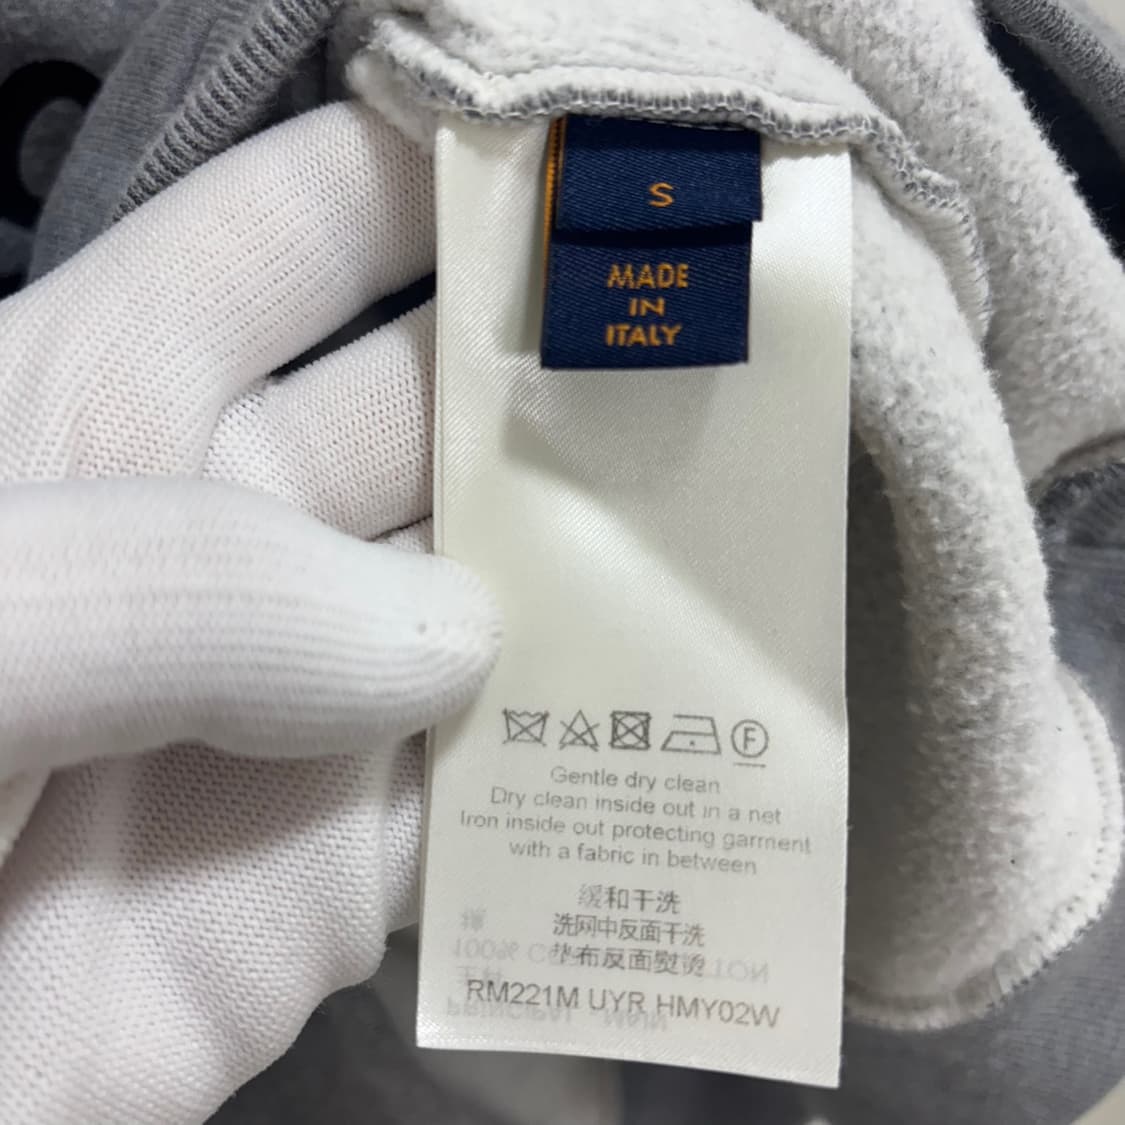 S
MADE
IN
ITALY
F
Gentle dry clean
Dry clean inside out in a net
Iron inside out protecting garment
with a fabric in between
缓和干洗
洗网中反面干洗
垫布反面熨烫
RM221M UYR HMY02W